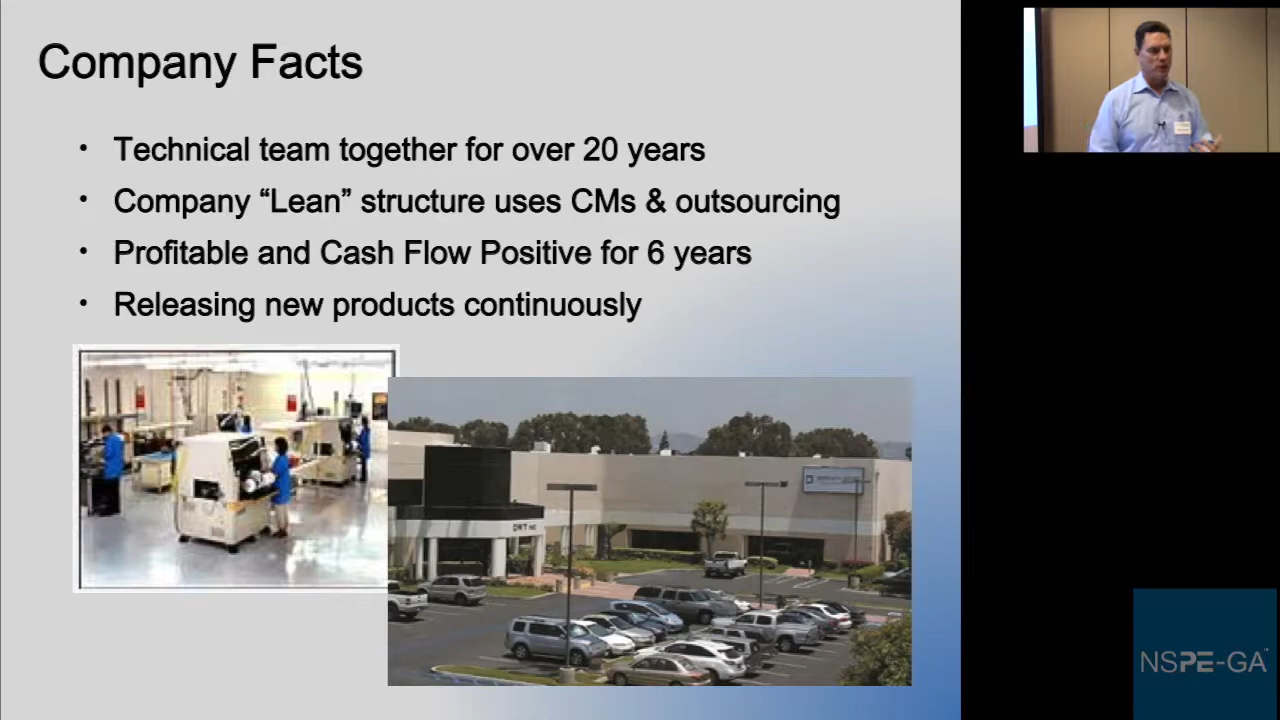 Company Facts
• Technical team together for over 20 years
• Company “Lean” structure uses CMs & outsourcing
• Profitable and Cash Flow Positive for 6 years
• Releasing new products continuously
NSPE-GA